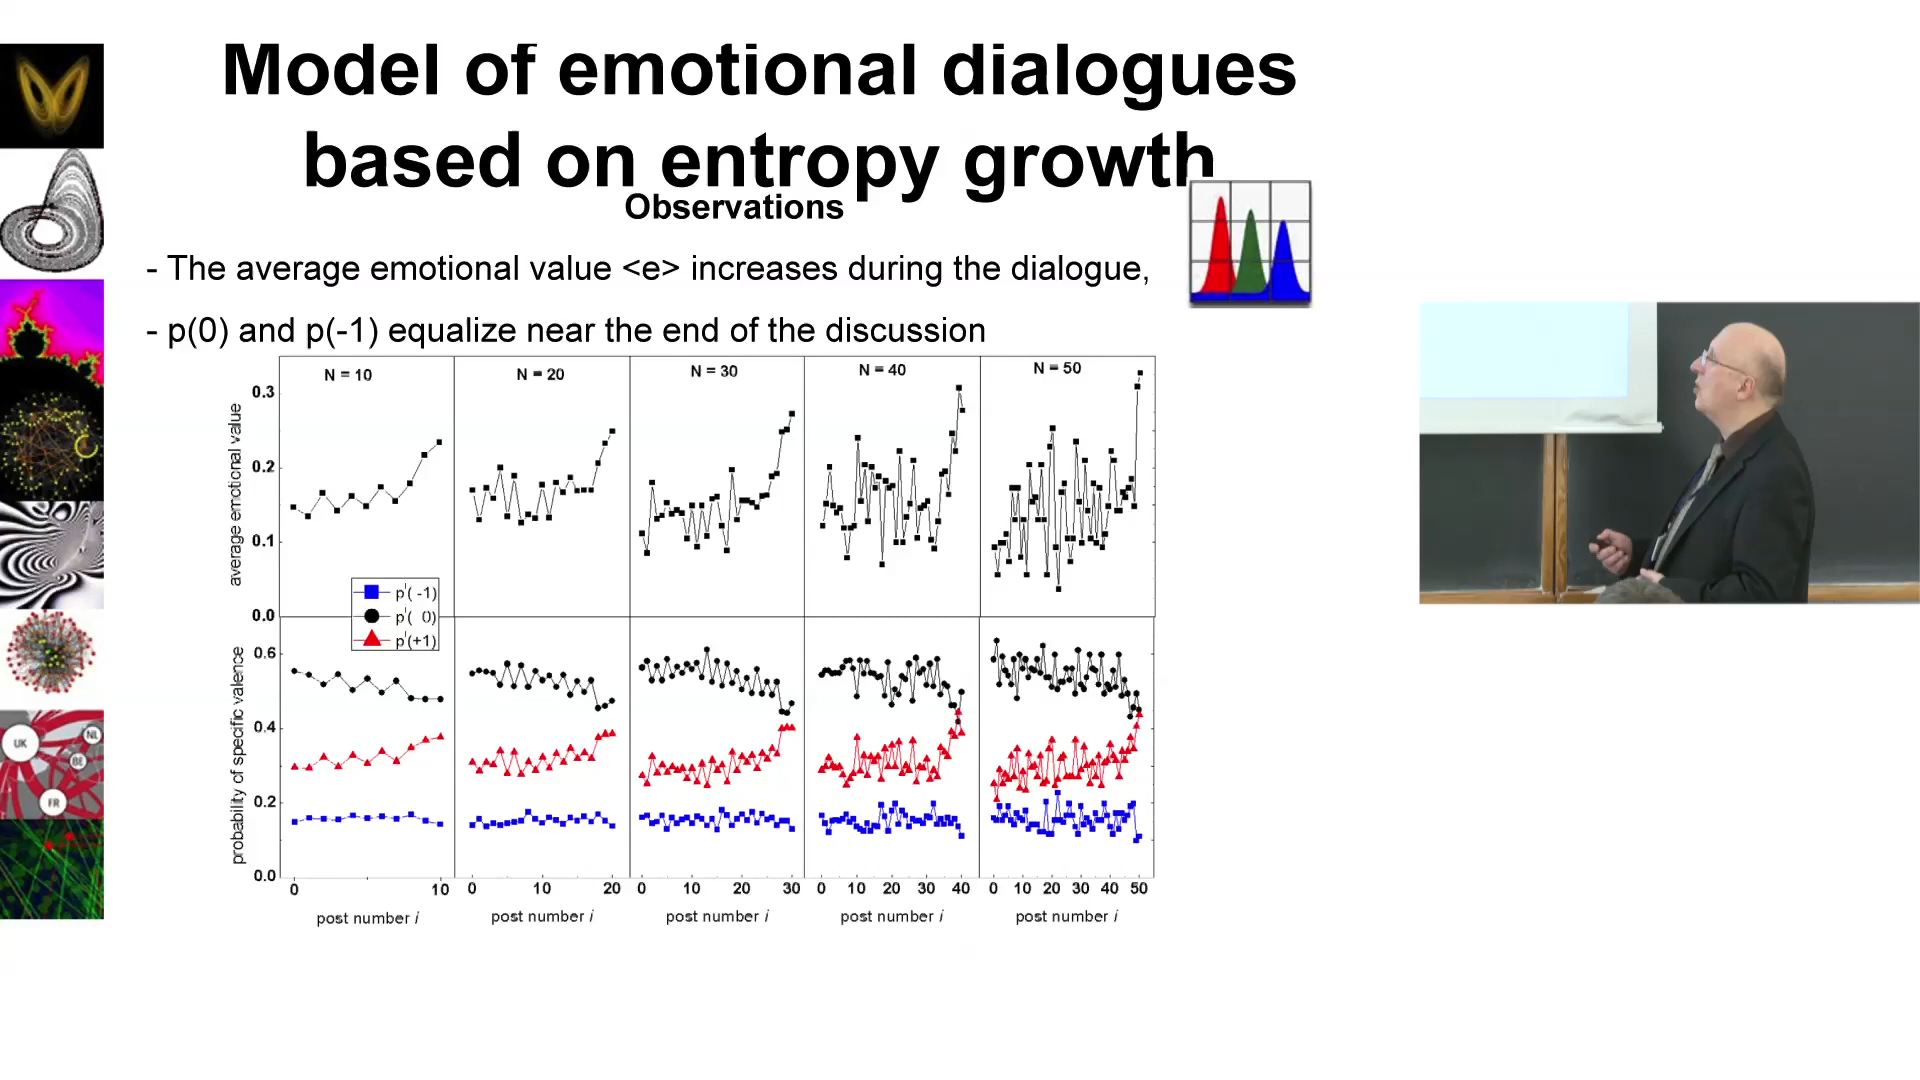 Model of emotional dialogues
based on entropy growth
Observations
- The average emotional value <e> increases during the dialogue,
- p(0) and p(-1) equalize near the end of the discussion
N = 10
N = 20
N = 30
N = 40
N = 50
average emotional value
0.3
0.2
0.1
0.0
p'( -1)
p'( 0)
p'(+1)
probability of specific valence
0.6
0.4
0.2
0.0
0 10
0 10 20
0 10 20 30
0 10 20 30 40
0 10 20 30 40 50
post number i
post number i
post number i
post number i
post number i
UK
NL
BE
FR